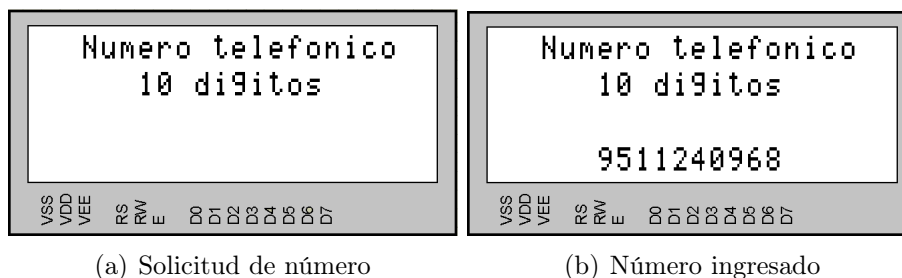 Numero telefonico
10 digitos
VSS VDD VEE RS RW E D0 D1 D2 D3 D4 D5 D6 D7
(a) Solicitud de número
Numero telefonico
10 digitos
9511240968
VSS VDD VEE RS RW E D0 D1 D2 D3 D4 D5 D6 D7
(b) Número ingresado